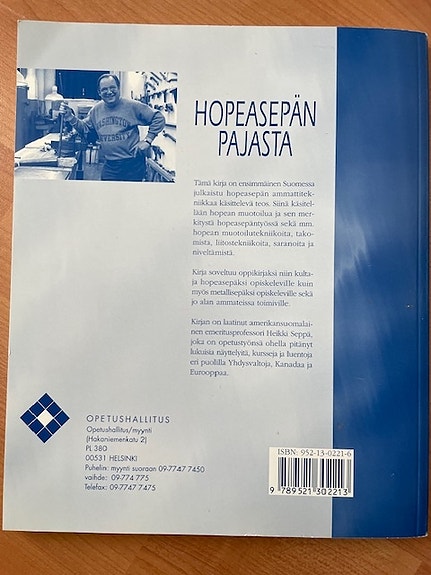 WASHINGTON
UNIVERSITY
HOPEASEPÄN
PAJASTA
Tämä kirja on ensimmäinen Suomessa
julkaistu hopeasepän ammattitek-
niikkaa käsittelevä teos. Siinä käsitel-
lään hopean muotoilua ja sen mer-
kitystä hopeasepäntyössä sekä mm.
hopean muotoilutekniikoita, tako-
mista, liitostekniikoita, saranoita ja
niveltämistä.
Kirja soveltuu oppikirjaksi niin kulta-
ja hopeasepäksi opiskeleville kuin
myös metallisepäksi opiskeleville sekä
jo alan ammateissa toimiville.
Kirjan on laatinut amerikansuomalai-
nen emeritusprofessori Heikki Seppä,
joka on opetustyönsä ohella pitänyt
lukuisia näyttelyitä, kursseja ja luentoja
eri puolilla Yhdysvaltoja, Kanadaa ja
Eurooppaa.
OPETUSHALLITUS
Opetushallitus/myynti
(Hakaniemenkatu 2)
PL 380
00531 HELSINKI
Puhelin: myynti suoraan 09-7747 7450
vaihde: 09-774 775
Telefax: 09-7747 7475
ISBN: 952-13-0221-6
9 789521 302213